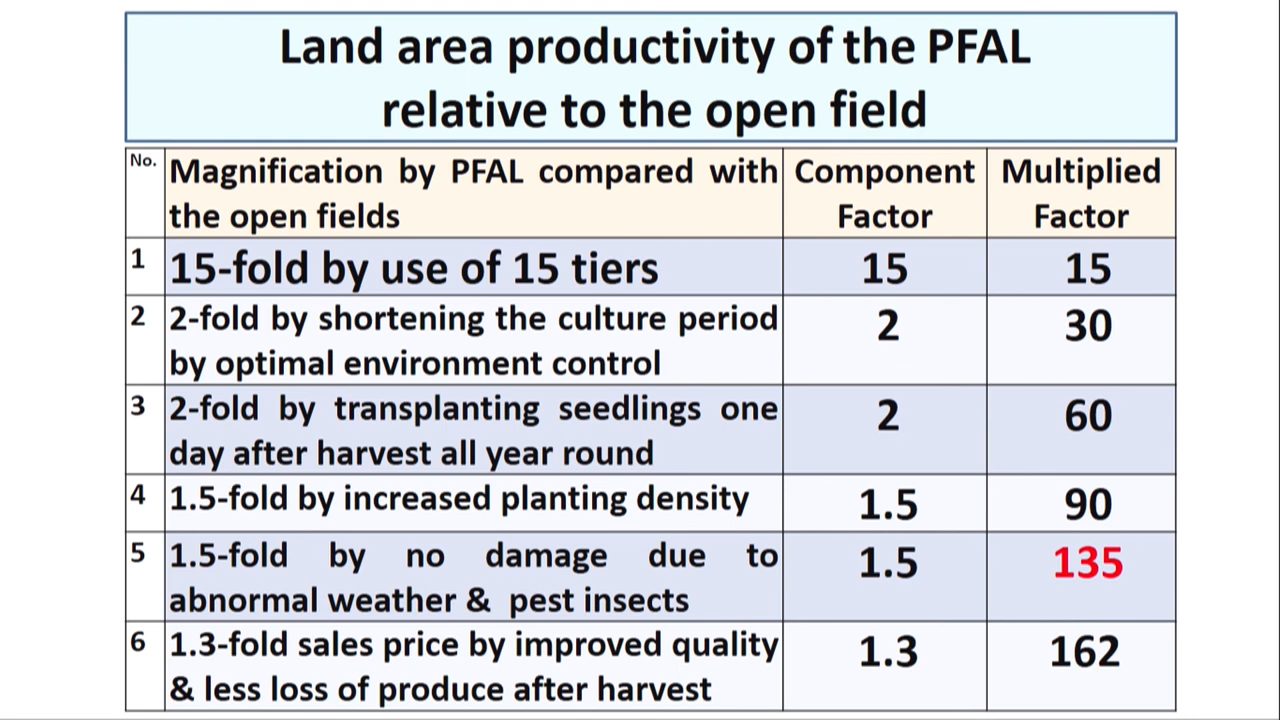 Land area productivity of the PFAL
relative to the open field
No. Magnification by PFAL compared with the open fields Component Factor Multiplied Factor
1 15-fold by use of 15 tiers 15 15
2 2-fold by shortening the culture period by optimal environment control 2 30
3 2-fold by transplanting seedlings one day after harvest all year round 2 60
4 1.5-fold by increased planting density 1.5 90
5 1.5-fold by no damage due to abnormal weather & pest insects 1.5 135
6 1.3-fold sales price by improved quality & less loss of produce after harvest 1.3 162